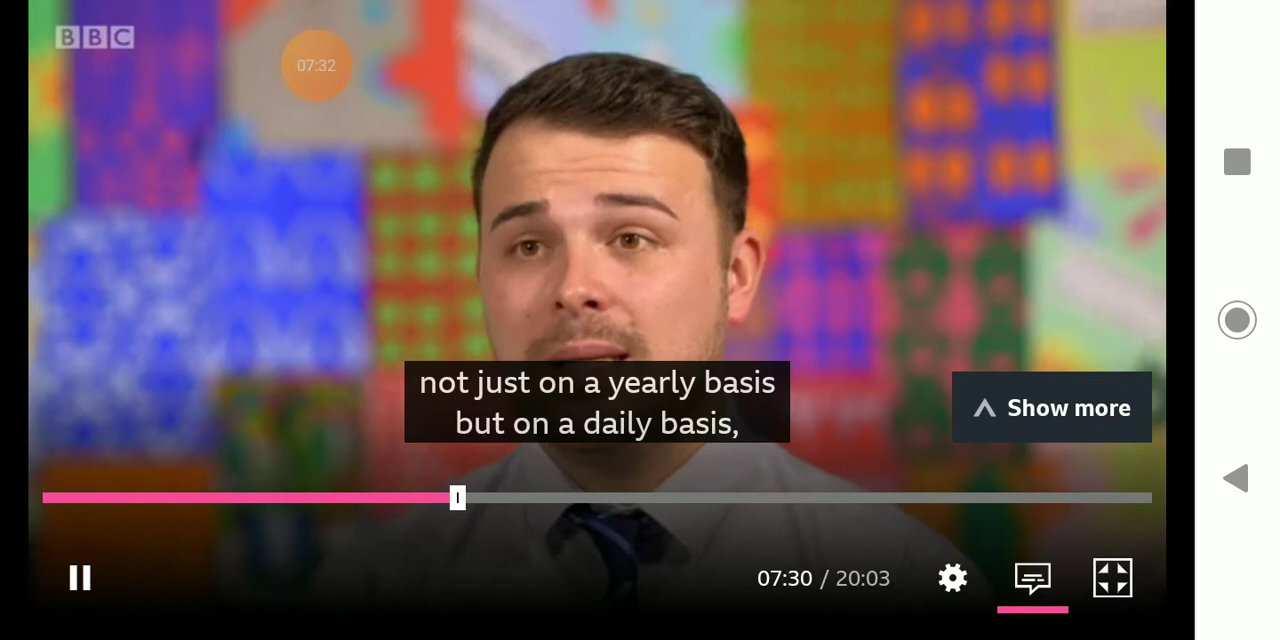 BBC
07:32
not just on a yearly basis
but on a daily basis,
Show more
07:30 / 20:03